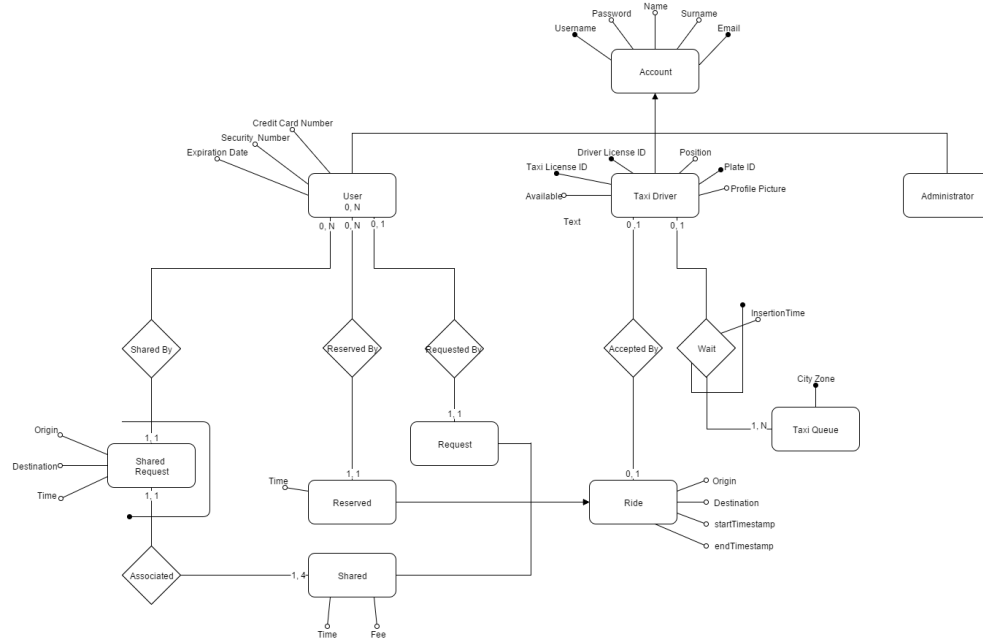 Name
Password
Surname
Username
Email
Account
Credit Card Number
Security_Number
Expiration Date
Driver License ID
Position
Taxi License ID
Plate ID
Available
Profile Picture
User
0, N
Taxi Driver
Administrator
Text
0, N
0, N
0, 1
0,1
0, 1
InsertionTime
Shared By
Reserved By
Requested By
Accepted By
Wait
City Zone
Origin
1, 1
1, 1
1, N
Taxi Queue
Shared
Request
Request
Destination
Time
1, 1
1, 1
0, 1
Time
Reserved
Ride
Origin
Destination
startTimestamp
endTimestamp
Associated
1, 4
Shared
Time
Fee